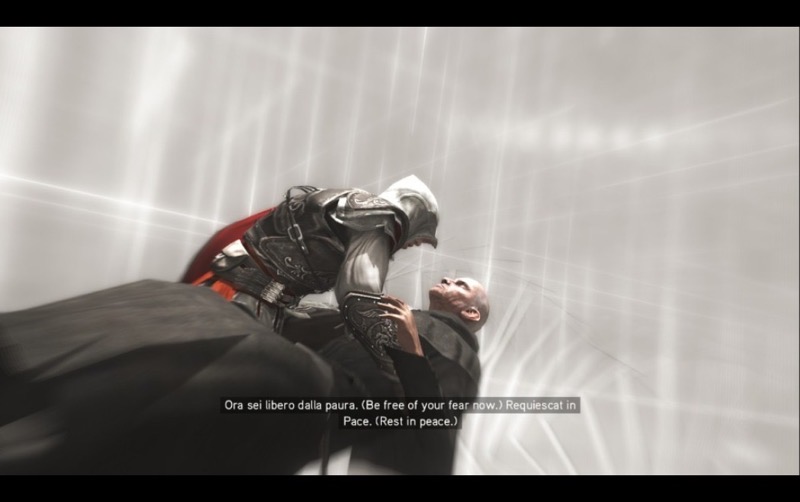 Ora sei libero dalla paura. (Be free of your fear now.) Requiescat in
Pace. (Rest in peace.)